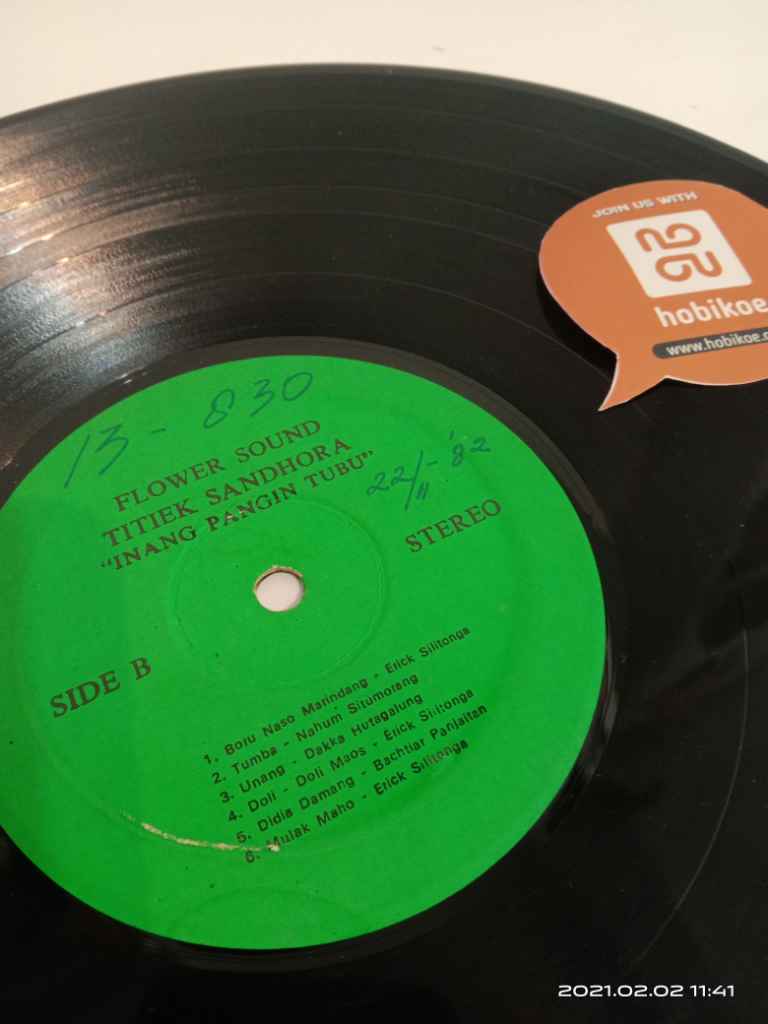 JOIN US WITH
hobikoe
www.hobikoe.c
13 - 830
FLOWER SOUND
TITIEK SANDHORA
"INANG PANGIN TUBU"
22/11-'82
STEREO
SIDE B
1. Boru Naso Marindang - Erick Silitonga
2. Tumba - Nahum Situmorang
3. Unang - Dakka Hutagalung
4. Doli - Doli Maos - Erick Silitonga
5. Didia Damang - Bachtiar Panjaitan
6. Mulak Maho - Erick Silitonga
2021.02.02 11:41